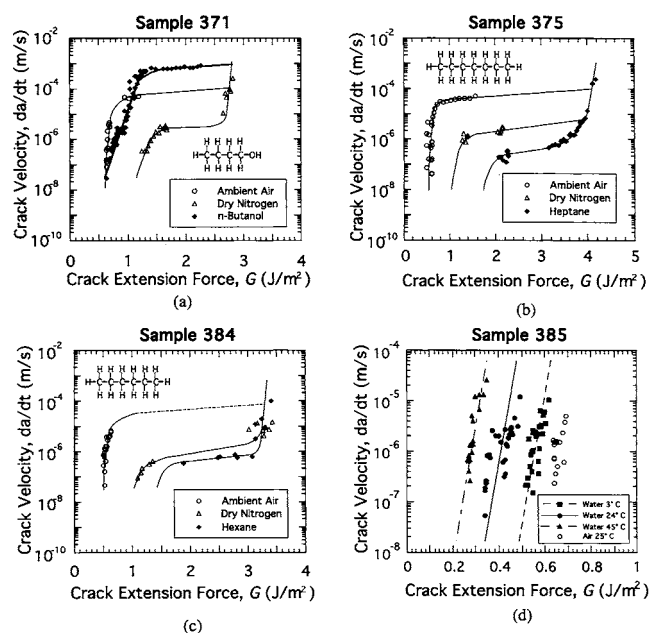 Sample 371
Sample 375
Crack Velocity, da/dt (m/s)
10⁻²
10⁻⁴
10⁻⁶
10⁻⁸
10⁻¹⁰
H H H H
H-C-C-C-C-OH
H H H H
Ambient Air
Dry Nitrogen
n-Butanol
0 1 2 3 4
Crack Extension Force, G (J/m²)
(a)
Crack Velocity, da/dt (m/s)
10⁻²
10⁻⁴
10⁻⁶
10⁻⁸
10⁻¹⁰
Ambient Air
Dry Nitrogen
Heptane
0 1 2 3 4 5
Crack Extension Force, G (J/m²)
(b)
Sample 384
Sample 385
Crack Velocity, da/dt (m/s)
10⁻²
10⁻⁴
10⁻⁶
10⁻⁸
10⁻¹⁰
H H H H H H
H-C-C-C-C-C-C-H
H H H H H H
Ambient Air
Dry Nitrogen
Hexane
0 1 2 3 4
Crack Extension Force, G (J/m²)
(c)
Crack Velocity, da/dt (m/s)
10⁻⁴
10⁻⁵
10⁻⁶
10⁻⁷
10⁻⁸
Water 3° C
Water 24° C
Water 45° C
Air 25° C
0 0.2 0.4 0.6 0.8 1
Crack Extension Force, G (J/m²)
(d)